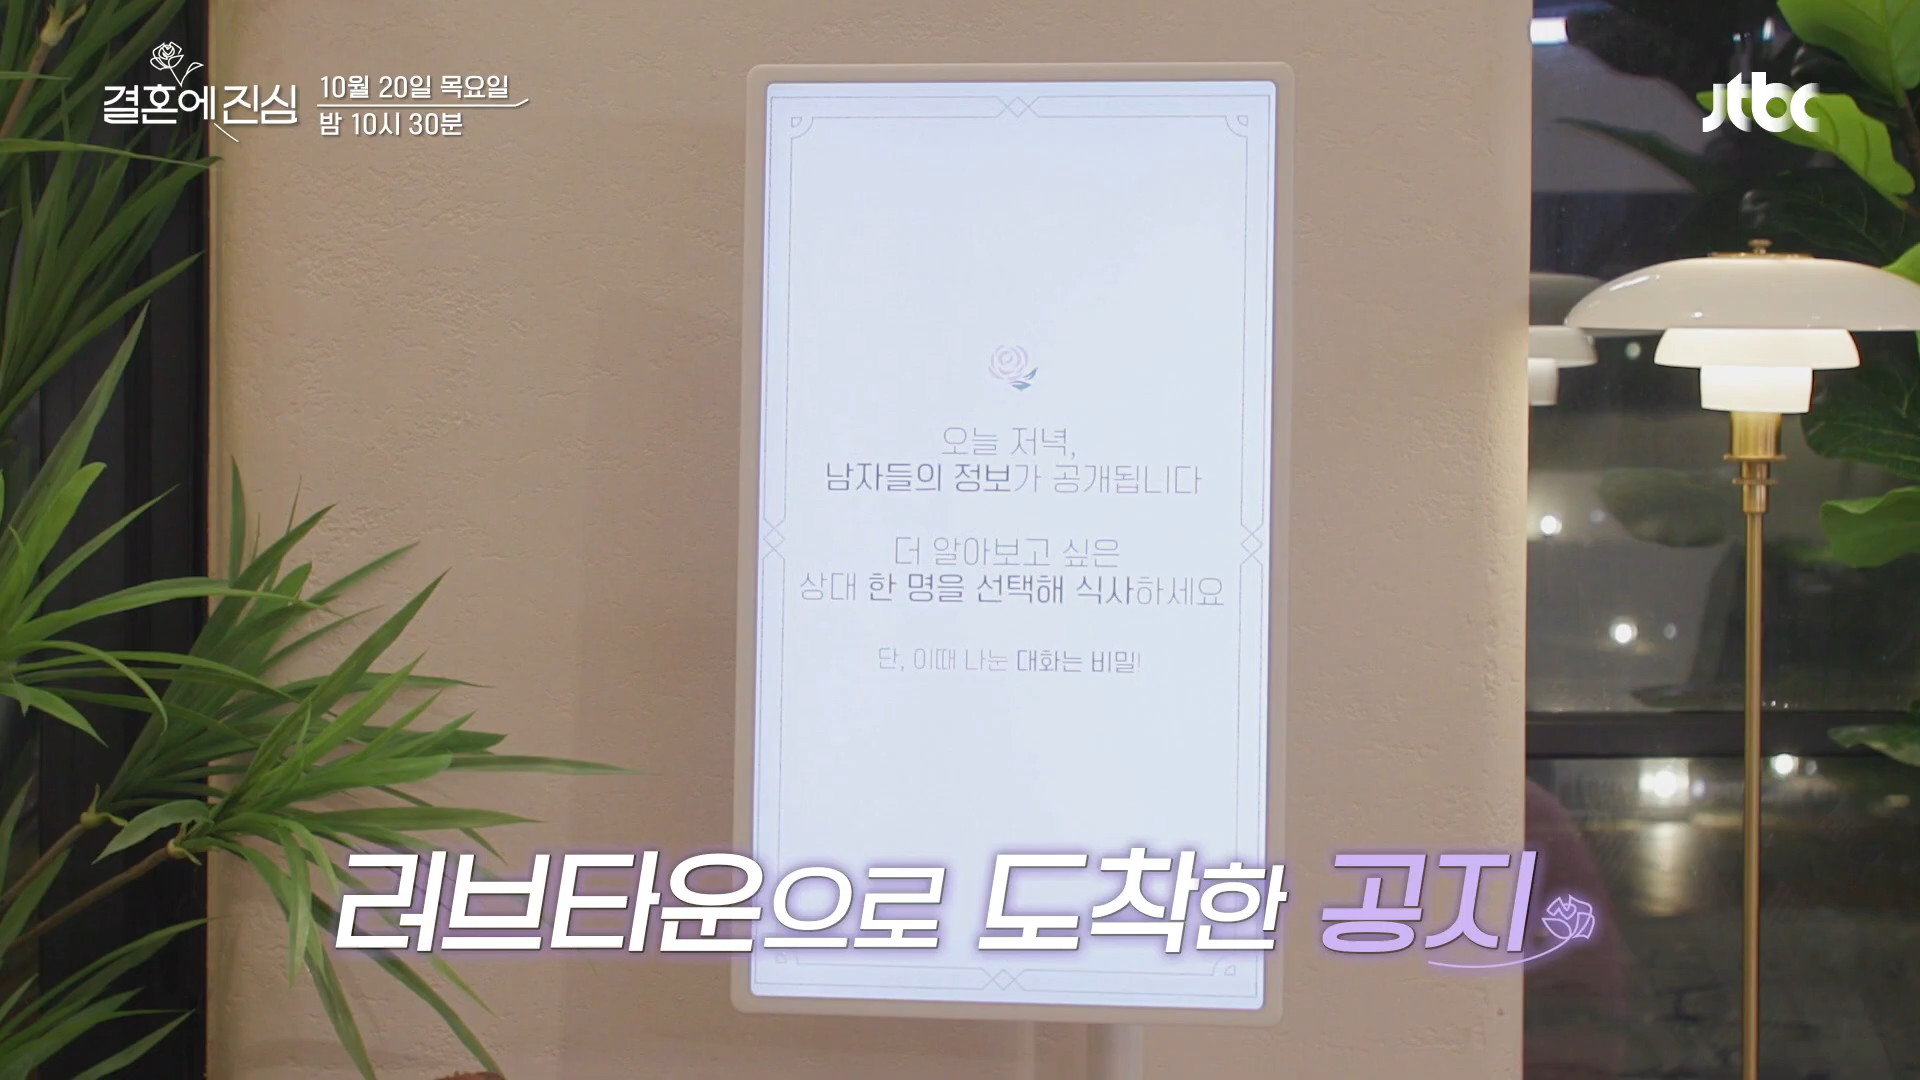 결혼에 진심
10월 20일 목요일
밤 10시 30분
jtbc
오늘 저녁,
남자들의 정보가 공개됩니다
더 알아보고 싶은
상대 한 명을 선택해 식사하세요
단, 이때 나눈 대화는 비밀!
러브타운으로 도착한 공지